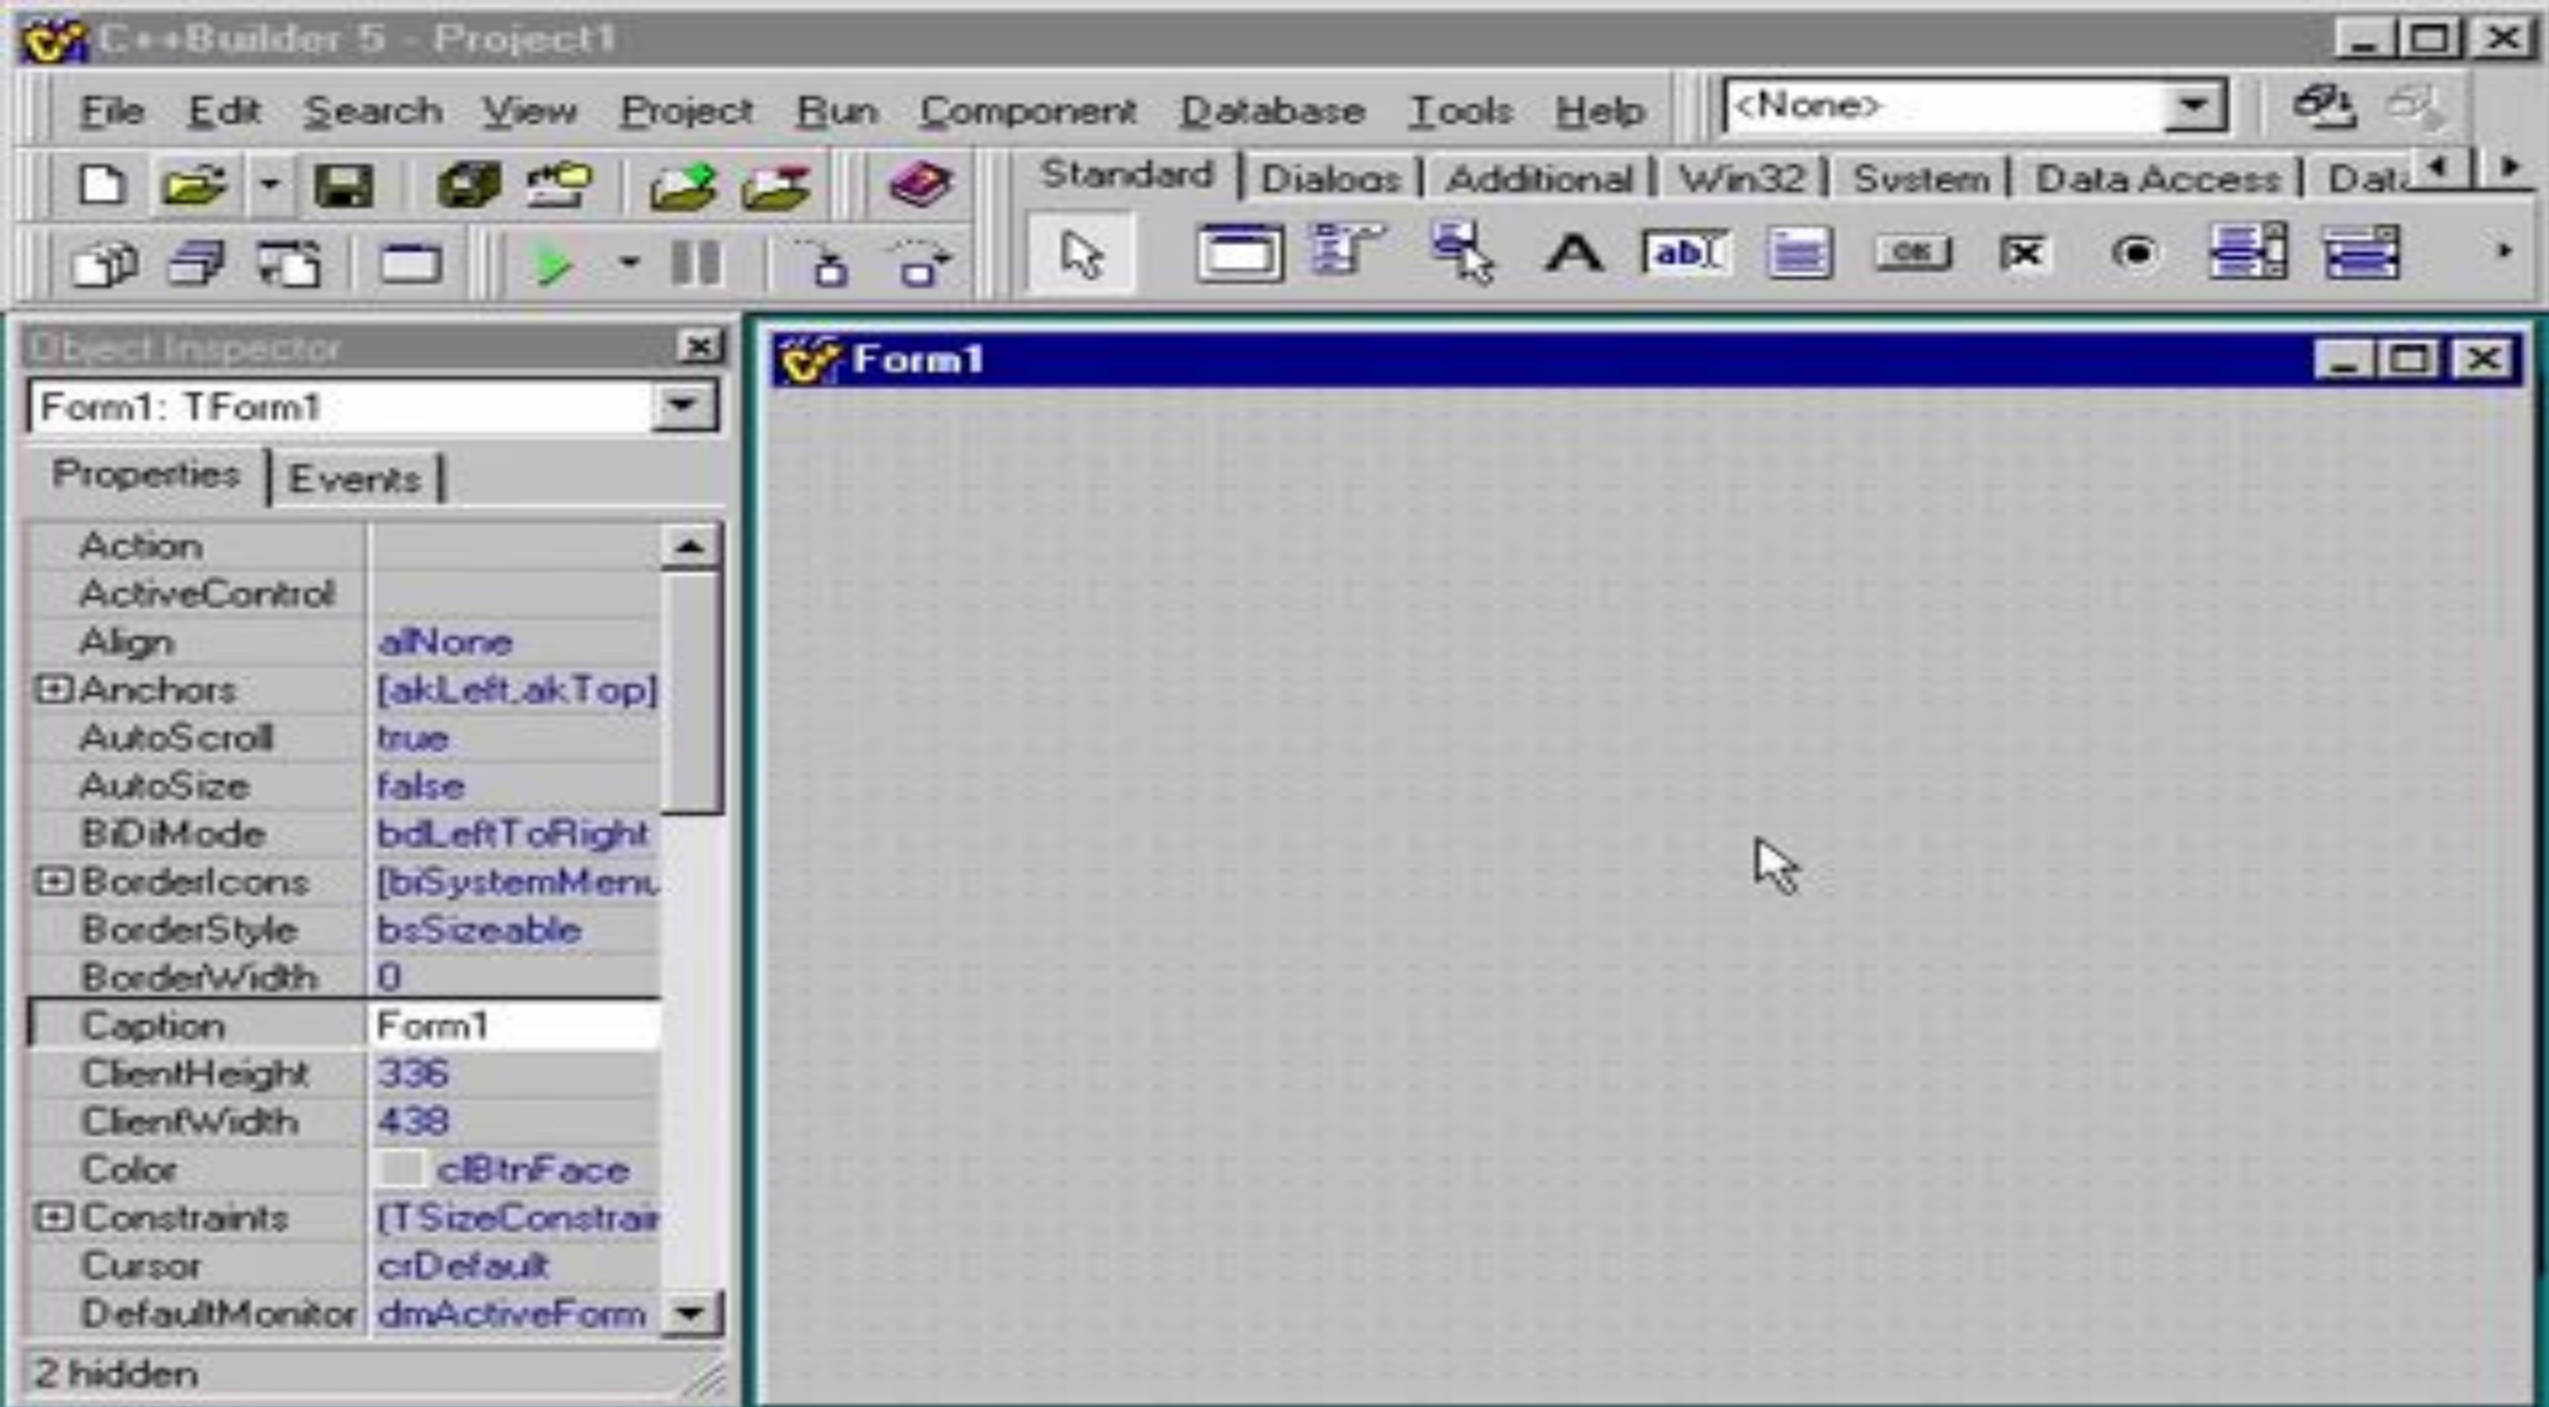 C++Builder 5 - Project1
File Edit Search View Project Run Component Database Tools Help <None>
Standard Dialogs Additional Win32 System Data Access Dat
A ab OK
Object Inspector
Form1
Form1: TForm1
Properties Events
Action
ActiveControl
Align alNone
Anchors [akLeft,akTop]
AutoScroll true
AutoSize false
BiDiMode bdLeftToRight
BorderIcons [biSystemMenu
BorderStyle bsSizeable
BorderWidth 0
Caption Form1
ClientHeight 336
ClientWidth 438
Color clBtnFace
Constraints [TSizeConstrain
Cursor crDefault
DefaultMonitor dmActiveForm
2 hidden